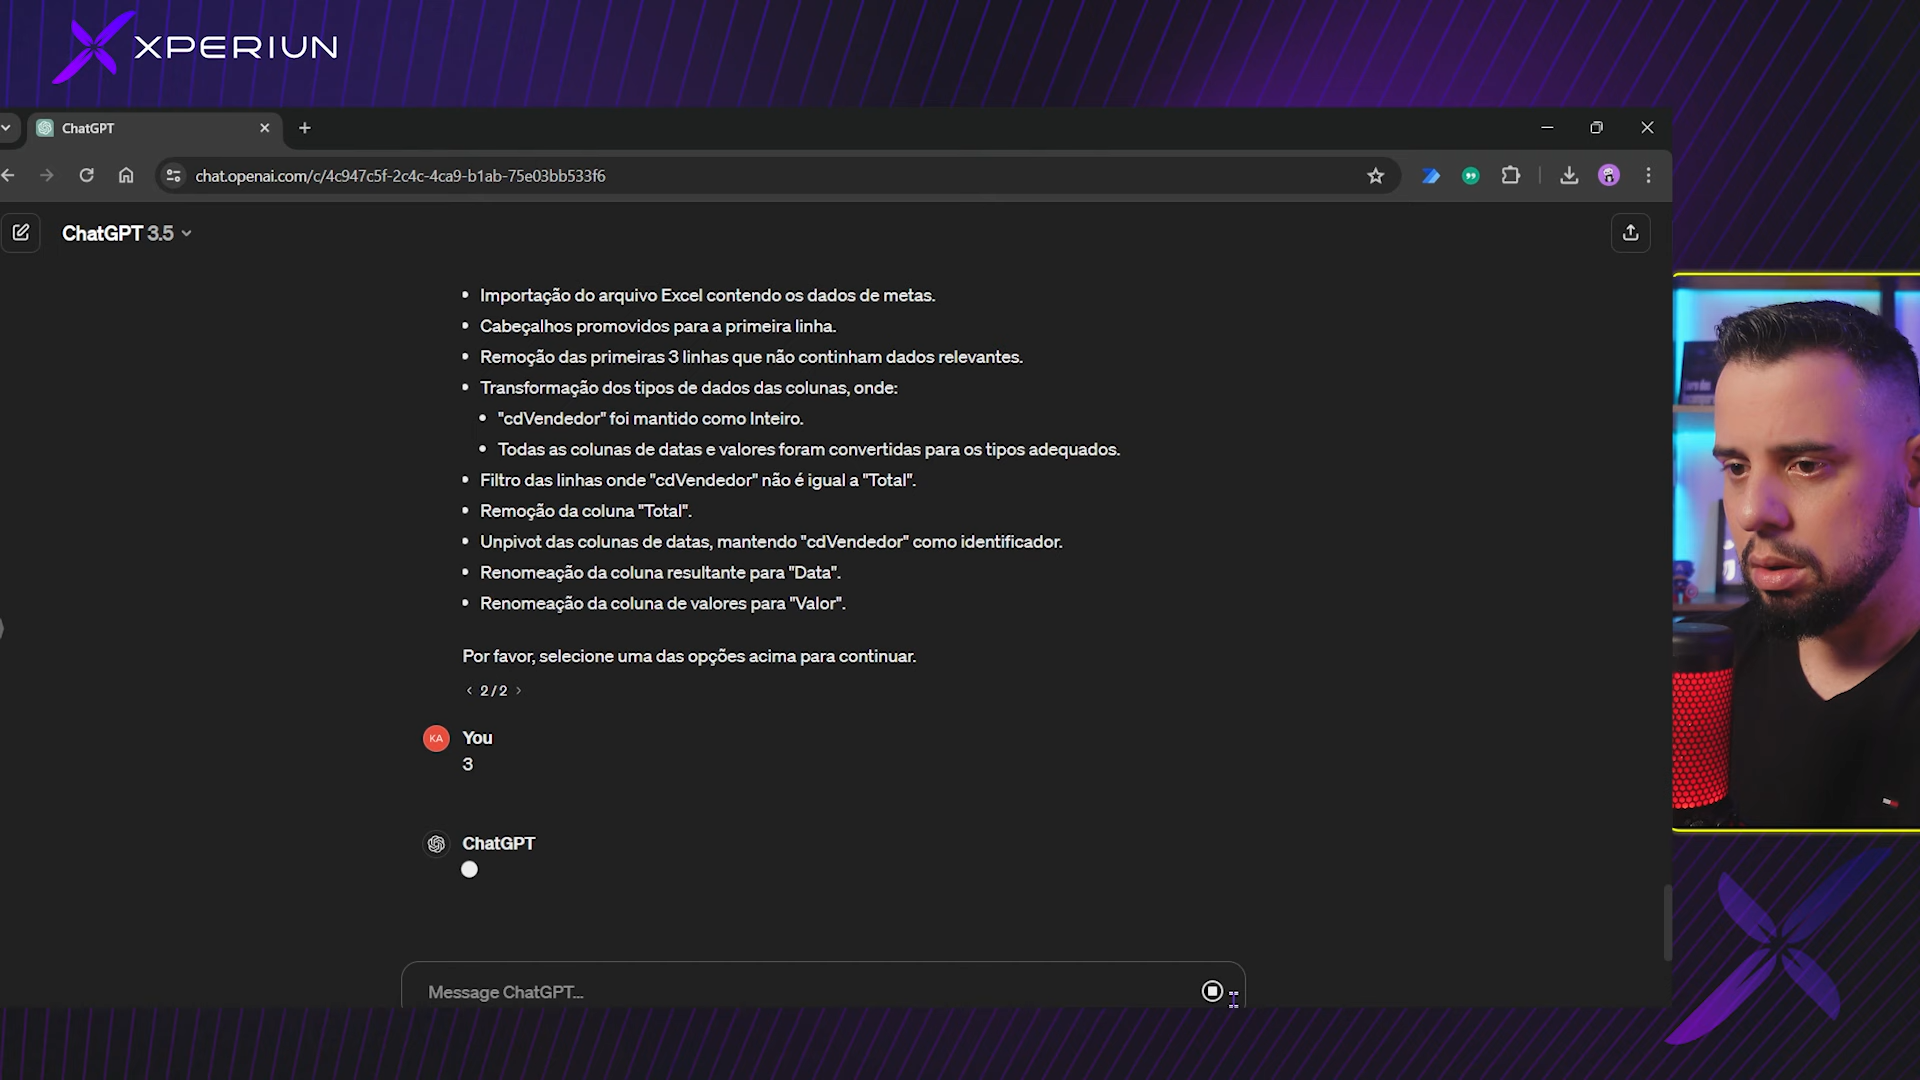 XPERIUN
ChatGPT
chat.openai.com/c/4c947c5f-2c4c-4ca9-b1ab-75e03bb533f6
ChatGPT 3.5
Importação do arquivo Excel contendo os dados de metas.
Cabeçalhos promovidos para a primeira linha.
Remoção das primeiras 3 linhas que não continham dados relevantes.
Transformação dos tipos de dados das colunas, onde:
"cdVendedor" foi mantido como Inteiro.
Todas as colunas de datas e valores foram convertidas para os tipos adequados.
Filtro das linhas onde "cdVendedor" não é igual a "Total".
Remoção da coluna "Total".
Unpivot das colunas de datas, mantendo "cdVendedor" como identificador.
Renomeação da coluna resultante para "Data".
Renomeação da coluna de valores para "Valor".
Por favor, selecione uma das opções acima para continuar.
< 2/2 >
KA You
3
ChatGPT
Message ChatGPT...